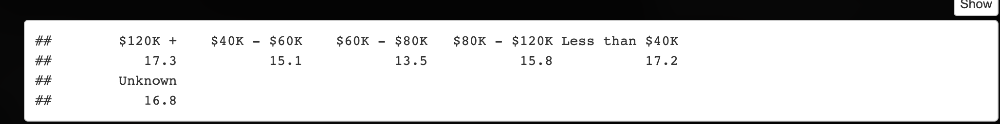 Show
## $120K + $40K - $60K $60K - $80K $80K - $120K Less than $40K
## 17.3 15.1 13.5 15.8 17.2
## Unknown
## 16.8